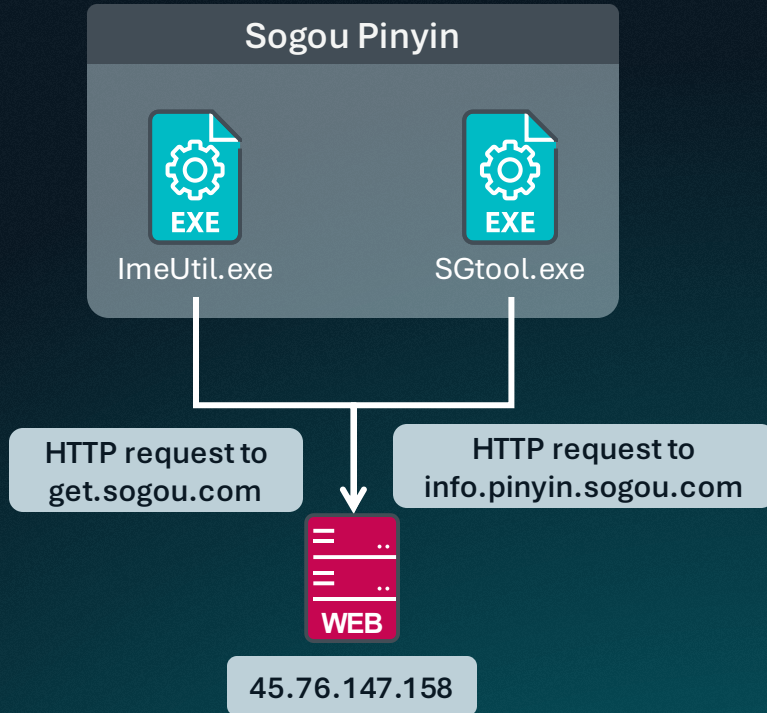 Sogou Pinyin
EXE
EXE
ImeUtil.exe
SGtool.exe
HTTP request to
get.sogou.com
HTTP request to
info.pinyin.sogou.com
WEB
45.76.147.158